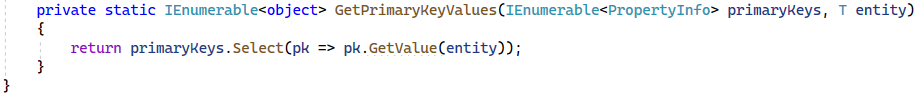 private static IEnumerable<object> GetPrimaryKeyValues(IEnumerable<PropertyInfo> primaryKeys, T entity)
{
return primaryKeys.Select(pk => pk.GetValue(entity));
}
}